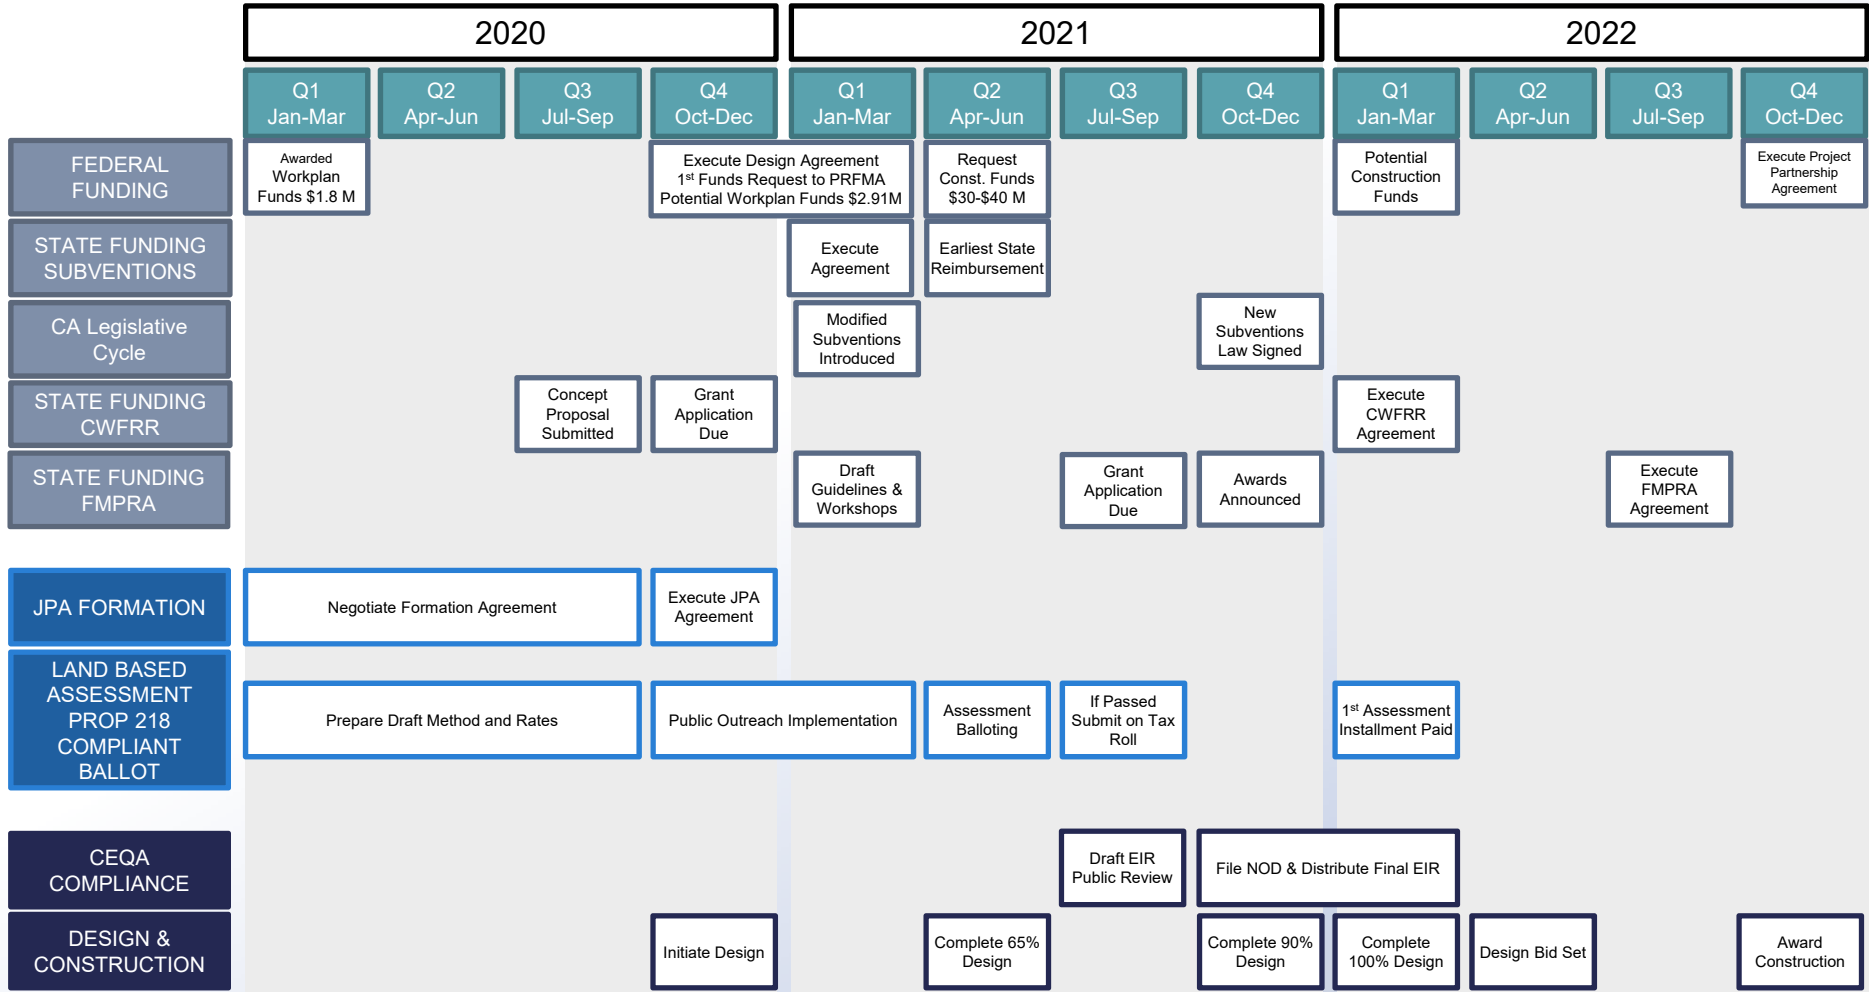 2020
2021
2022
Q1
Jan-Mar
Q2
Apr-Jun
Q3
Jul-Sep
Q4
Oct-Dec
Q1
Jan-Mar
Q2
Apr-Jun
Q3
Jul-Sep
Q4
Oct-Dec
Q1
Jan-Mar
Q2
Apr-Jun
Q3
Jul-Sep
Q4
Oct-Dec
FEDERAL
FUNDING
Awarded
Workplan
Funds $1.8 M
Execute Design Agreement
1st Funds Request to PRFMA
Potential Workplan Funds $2.91M
Request
Const. Funds
$30-$40 M
Potential
Construction
Funds
Execute Project
Partnership
Agreement
STATE FUNDING
SUBVENTIONS
Execute
Agreement
Earliest State
Reimbursement
CA Legislative
Cycle
Modified
Subventions
Introduced
New
Subventions
Law Signed
STATE FUNDING
CWFRR
Concept
Proposal
Submitted
Grant
Application
Due
Execute
CWFRR
Agreement
STATE FUNDING
FMPRA
Draft
Guidelines &
Workshops
Grant
Application
Due
Awards
Announced
Execute
FMPRA
Agreement
JPA FORMATION
Negotiate Formation Agreement
Execute JPA
Agreement
LAND BASED
ASSESSMENT
PROP 218
COMPLIANT
BALLOT
Prepare Draft Method and Rates
Public Outreach Implementation
Assessment
Balloting
If Passed
Submit on Tax
Roll
1st Assessment
Installment Paid
CEQA
COMPLIANCE
Draft EIR
Public Review
File NOD & Distribute Final EIR
DESIGN &
CONSTRUCTION
Initiate Design
Complete 65%
Design
Complete 90%
Design
Complete
100% Design
Design Bid Set
Award
Construction